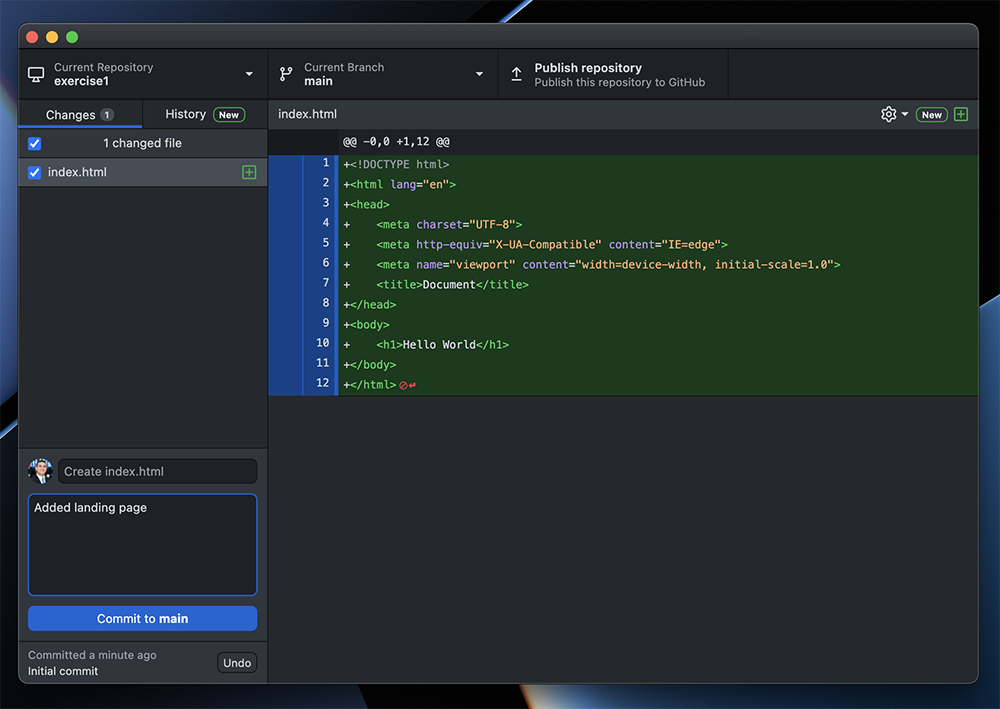 Current Repository
exercise1
Current Branch
main
Publish repository
Publish this repository to GitHub
Changes 1
History New
index.html
New
1 changed file
index.html
@@ -0,0 +1,12 @@
1 +<!DOCTYPE html>
2 +<html lang="en">
3 +<head>
4 +    <meta charset="UTF-8">
5 +    <meta http-equiv="X-UA-Compatible" content="IE=edge">
6 +    <meta name="viewport" content="width=device-width, initial-scale=1.0">
7 +    <title>Document</title>
8 +</head>
9 +<body>
10 +    <h1>Hello World</h1>
11 +</body>
12 +</html>
Create index.html
Added landing page
Commit to main
Committed a minute ago
Initial commit
Undo